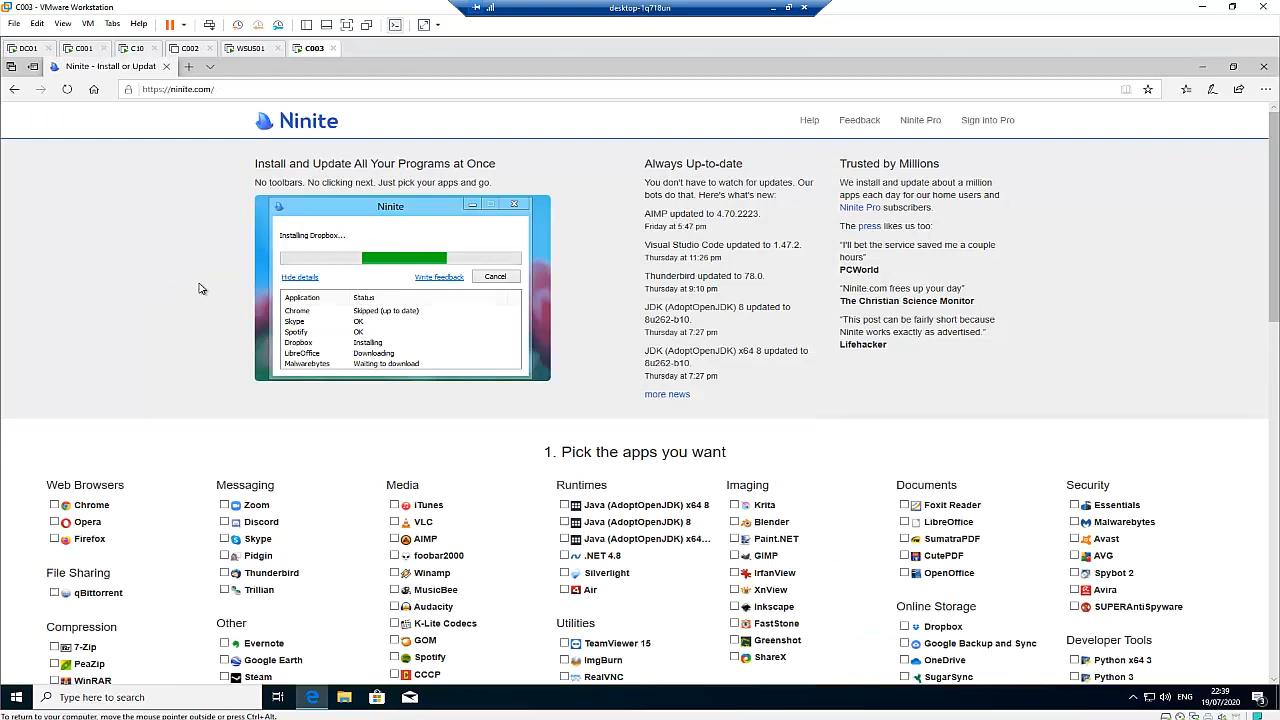 C003 - VMware Workstation
desktop-1q718un
File Edit View VM Tabs Help
DC01 C001 C10 C002 WSUS01 C003
Ninite - Install or Updat
https://ninite.com/
Ninite
Help Feedback Ninite Pro Sign into Pro
Install and Update All Your Programs at Once
No toolbars. No clicking next. Just pick your apps and go.
Ninite
Installing Dropbox...
Hide details Write feedback Cancel
Application Status
Chrome Skipped (up to date)
Skype OK
Spotify OK
Dropbox Installing
LibreOffice Downloading
Malwarebytes Waiting to download
Always Up-to-date
You don't have to watch for updates. Our
bots do that. Here's what's new:
AIMP updated to 4.70.2223.
Friday at 5:47 pm
Visual Studio Code updated to 1.47.2.
Thursday at 11:26 pm
Thunderbird updated to 78.0.
Thursday at 9:10 pm
JDK (AdoptOpenJDK) 8 updated to
8u262-b10.
Thursday at 7:27 pm
JDK (AdoptOpenJDK) x64 8 updated to
8u262-b10.
Thursday at 7:27 pm
more news
Trusted by Millions
We install and update about a million
apps each day for our home users and
Ninite Pro subscribers.
The press likes us too:
"I'll bet the service saved me a couple
hours"
PCWorld
"Ninite.com frees up your day"
The Christian Science Monitor
"This post can be fairly short because
Ninite works exactly as advertised."
Lifehacker
1. Pick the apps you want
Web Browsers
Chrome
Opera
Firefox
File Sharing
qBittorrent
Compression
7-Zip
PeaZip
WinRAR
Messaging
Zoom
Discord
Skype
Pidgin
Thunderbird
Trillian
Other
Evernote
Google Earth
Steam
Media
iTunes
VLC
AIMP
foobar2000
Winamp
MusicBee
Audacity
K-Lite Codecs
GOM
Spotify
CCCP
Runtimes
Java (AdoptOpenJDK) x64 8
Java (AdoptOpenJDK) 8
Java (AdoptOpenJDK) x64...
.NET 4.8
Silverlight
Air
Utilities
TeamViewer 15
ImgBurn
RealVNC
Imaging
Krita
Blender
Paint.NET
GIMP
IrfanView
XnView
Inkscape
FastStone
Greenshot
ShareX
Documents
Foxit Reader
LibreOffice
SumatraPDF
CutePDF
OpenOffice
Online Storage
Dropbox
Google Backup and Sync
OneDrive
SugarSync
Security
Essentials
Malwarebytes
Avast
AVG
Spybot 2
Avira
SUPERAntiSpyware
Developer Tools
Python x64 3
Python 3
Type here to search
ENG
22:39
19/07/2020
3
To return to your computer, move the mouse pointer outside or press Ctrl+Alt.